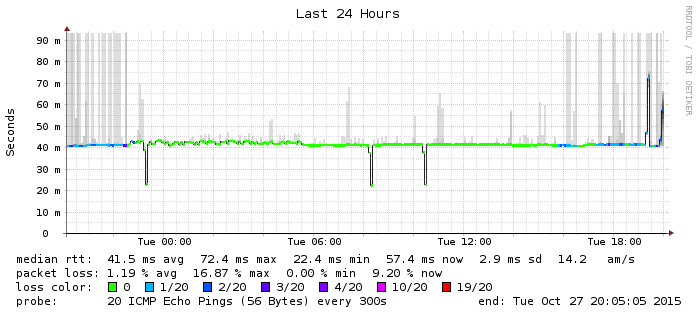 Last 24 Hours
RRDTOOL / TOBI OETIKER
Seconds
90 m
80 m
70 m
60 m
50 m
40 m
30 m
20 m
10 m
0
Tue 00:00 Tue 06:00 Tue 12:00 Tue 18:00
median rtt: 41.5 ms avg 72.4 ms max 22.4 ms min 57.4 ms now 2.9 ms sd 14.2 am/s
packet loss: 1.19 % avg 16.87 % max 0.00 % min 9.20 % now
loss color: 0 1/20 2/20 3/20 4/20 10/20 19/20
probe: 20 ICMP Echo Pings (56 Bytes) every 300s end: Tue Oct 27 20:05:05 2015